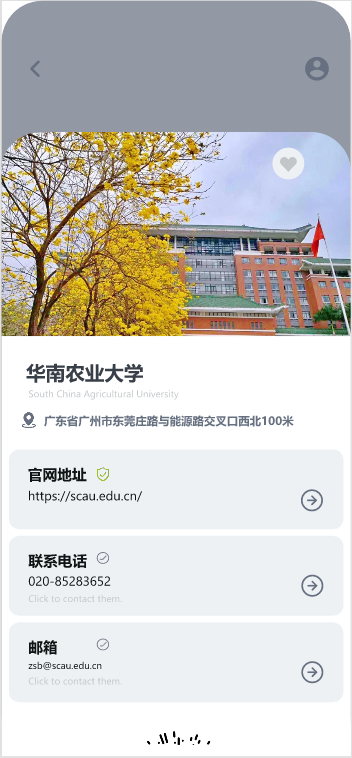 华南农业大学
South China Agricultural University
广东省广州市东莞庄路与能源路交叉口西北100米
官网地址
https://scau.edu.cn/
联系电话
020-85283652
Click to contact them.
邮箱
zsb@scau.edu.cn
Click to contact them.